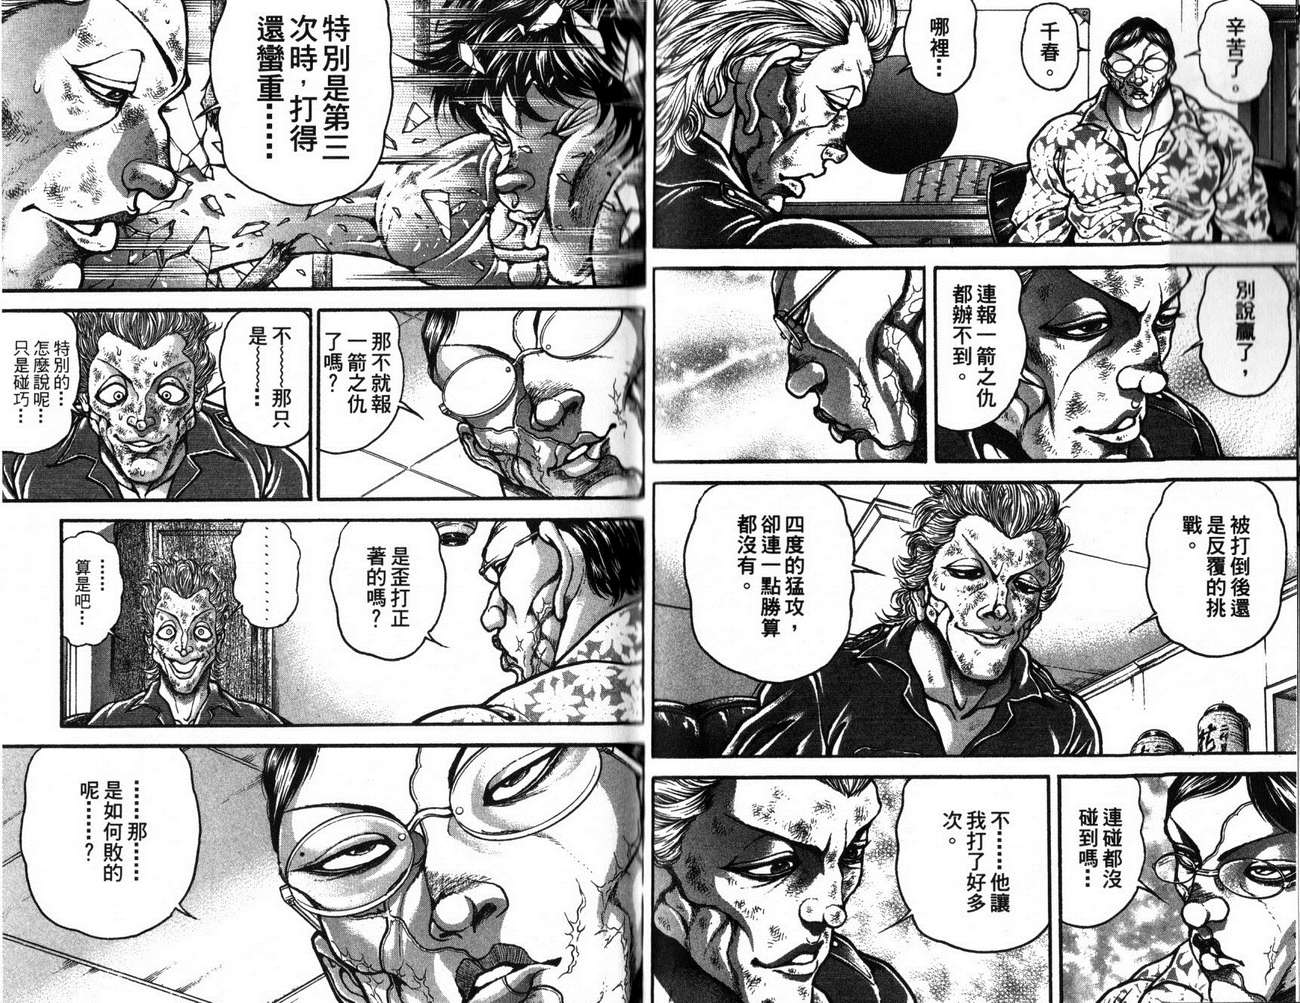 辛苦了。
千春。
哪裡⋯
別說贏了，
連報一箭之仇
都辦不到。
被打倒後還
是反覆的挑
戰。
四度的猛攻，
卻連一點勝算
都沒有。
連碰都沒
碰到嗎⋯
不⋯⋯他讓
我打了好多
次。
特別是第三
次時，打得
還蠻重⋯⋯
那不就報
一箭之仇
了嗎？
不～～～那只
是～～～⋯⋯
特別的⋯
怎麼說呢⋯
只是碰巧⋯
是歪打正
著的嗎？
⋯⋯⋯
⋯⋯
算是吧⋯
⋯⋯那⋯⋯
是如何敗的
呢⋯⋯？